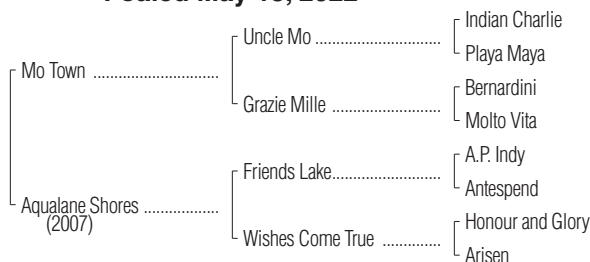 Foaled May 18, 2022
Indian Charlie
Uncle Mo ..............................
Playa Maya
Mo Town ..............................
Bernardini
Grazie Mille ..........................
Molto Vita
A.P. Indy
Friends Lake..........................
Antespend
Aqualane Shores ..................
(2007)
Honour and Glory
Wishes Come True ..............
Arisen